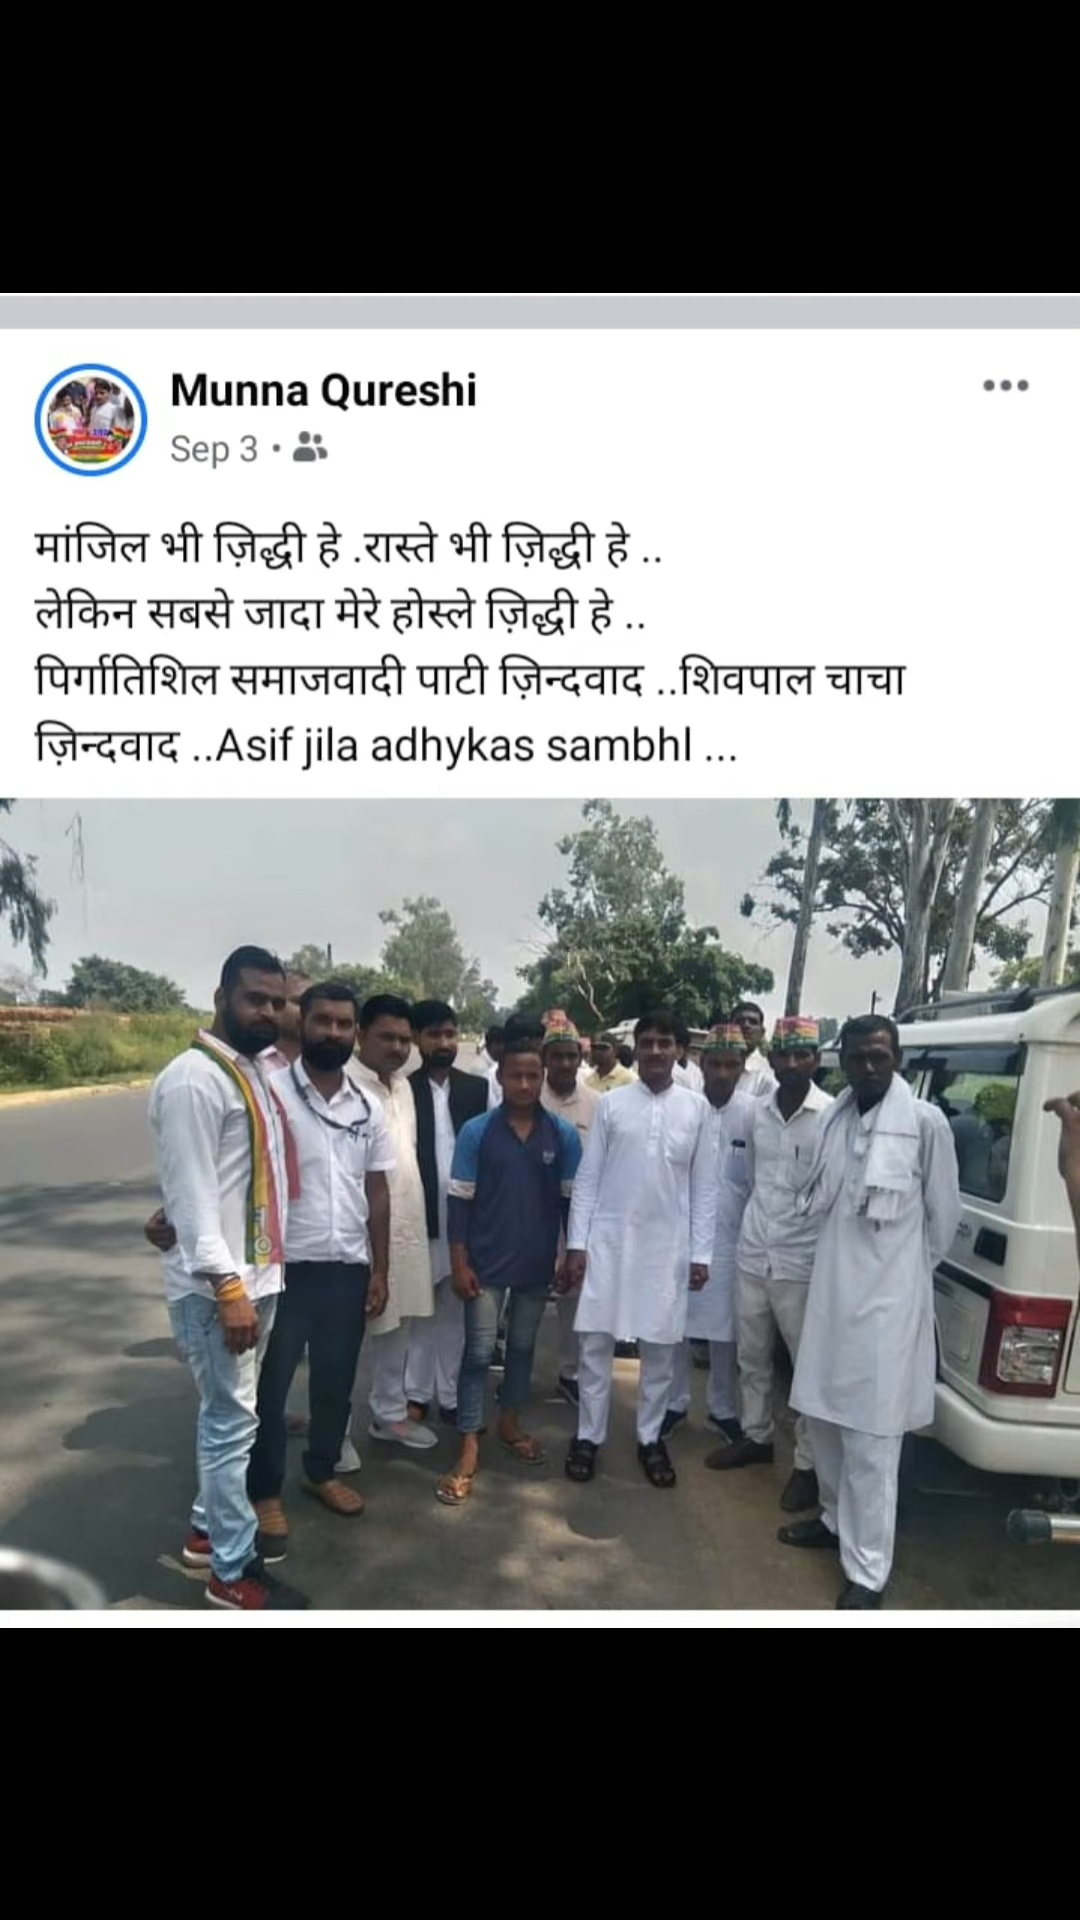 Munna Qureshi
Sep 3 •
मांजिल भी ज़िद्धी हे .रास्ते भी ज़िद्धी हे ..
लेकिन सबसे जादा मेरे होस्ले ज़िद्धी हे ..
पिर्गातिशिल समाजवादी पाटी ज़िन्दवाद ..शिवपाल चाचा
ज़िन्दवाद ..Asif jila adhykas sambhl ...